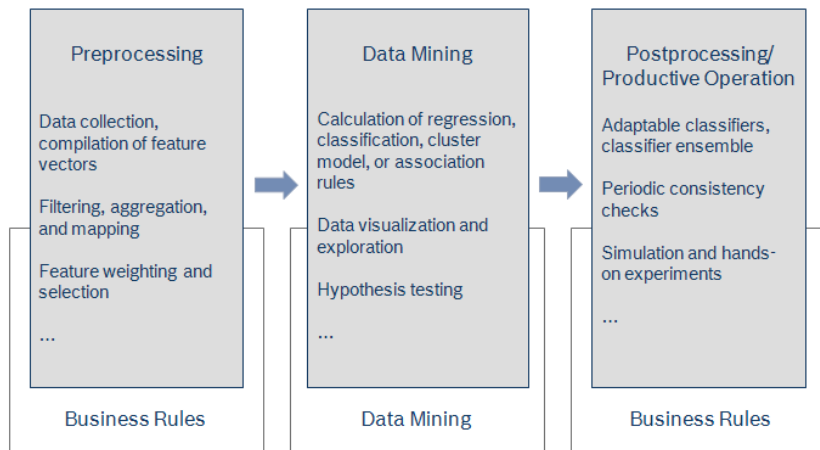 Preprocessing
Data collection,
compilation of feature
vectors
Filtering, aggregation,
and mapping
Feature weighting and
selection
...
Business Rules
Data Mining
Calculation of regression,
classification, cluster
model, or association
rules
Data visualization and
exploration
Hypothesis testing
...
Data Mining
Postprocessing/
Productive Operation
Adaptable classifiers,
classifier ensemble
Periodic consistency
checks
Simulation and hands-
on experiments
...
Business Rules